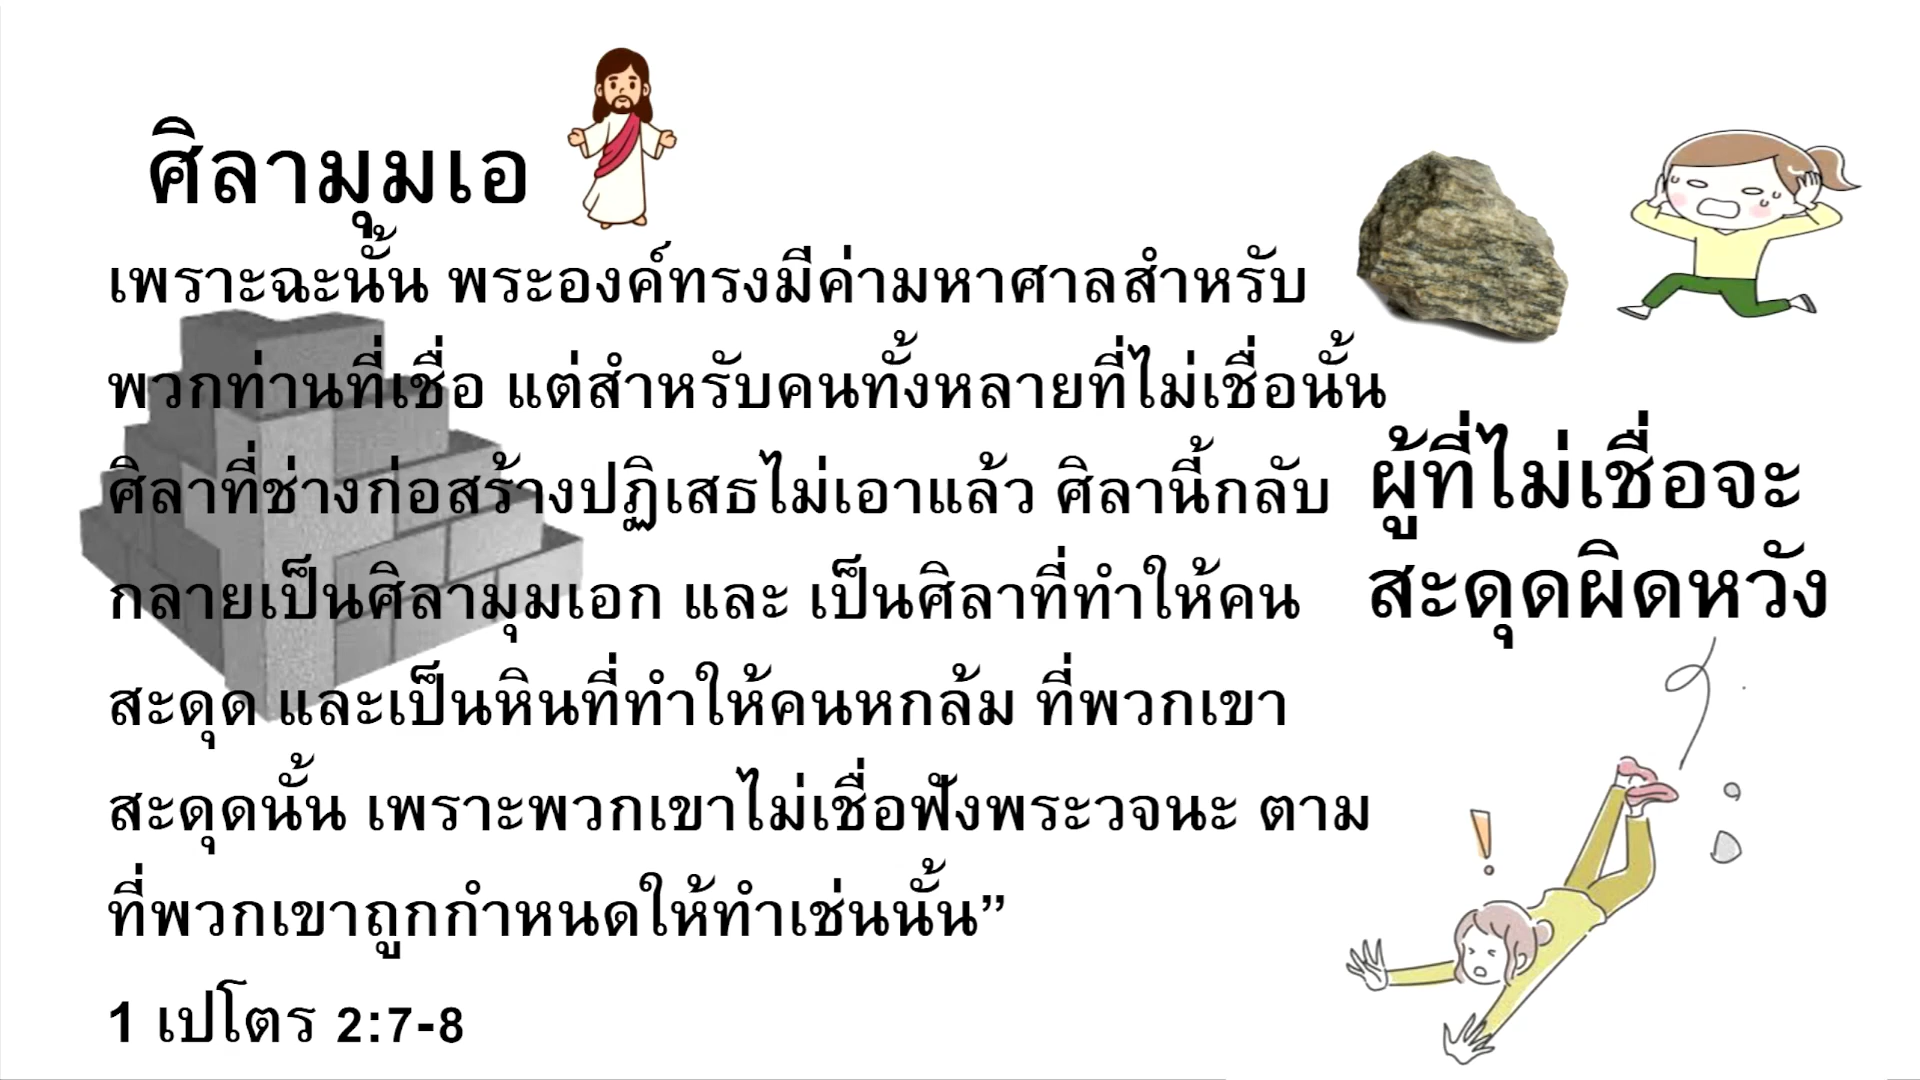 ศิลามุมเอ
เพราะฉะนั้น พระองค์ทรงมีค่ามหาศาลสำหรับ
พวกท่านที่เชื่อ แต่สำหรับคนทั้งหลายที่ไม่เชื่อนั้น
ศิลาที่ช่างก่อสร้างปฏิเสธไม่เอาแล้ว ศิลานี้กลับ
กลายเป็นศิลามุมเอก และ เป็นศิลาที่ทำให้คน
สะดุด และเป็นหินที่ทำให้คนหกล้ม ที่พวกเขา
สะดุดนั้น เพราะพวกเขาไม่เชื่อฟังพระวจนะ ตาม
ที่พวกเขาถูกกำหนดให้ทำเช่นนั้น”
1 เปโตร 2:7-8
ผู้ที่ไม่เชื่อจะ
สะดุดผิดหวัง